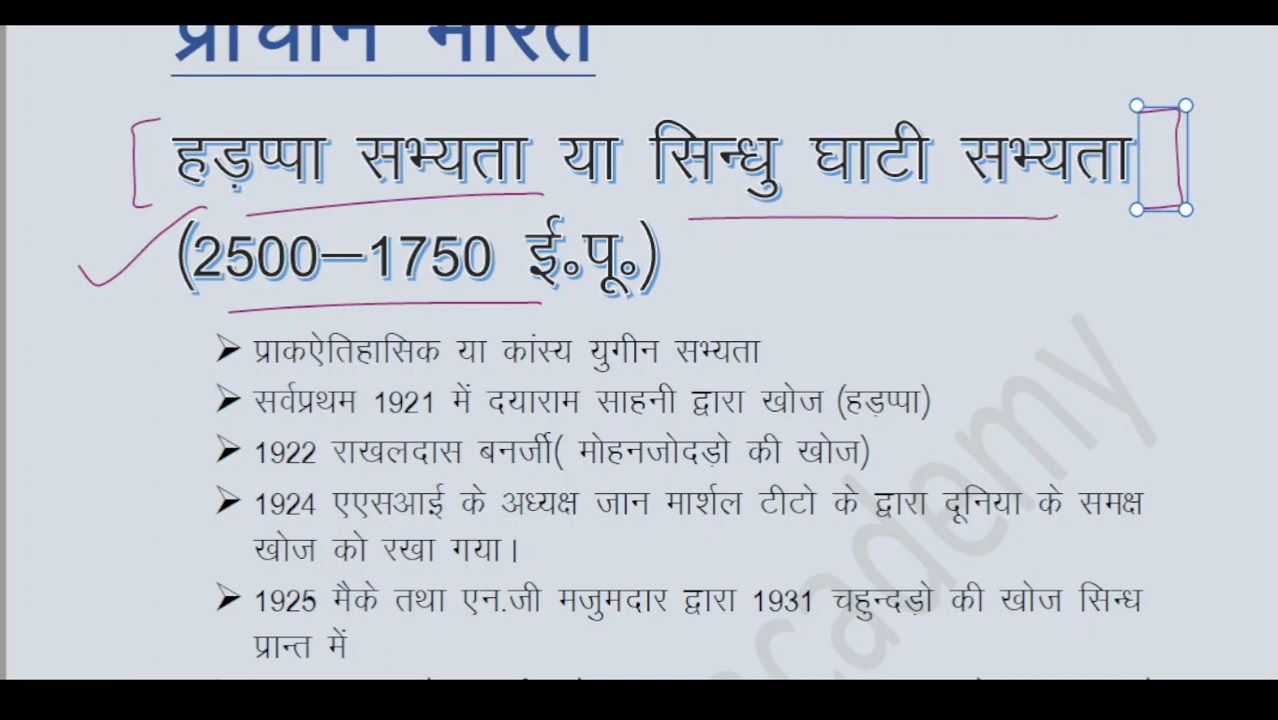 प्राचीन भारत
हड़प्पा सभ्यता या सिन्धु घाटी सभ्यता
(2500–1750 ई.पू.)
➢ प्राकऐतिहासिक या कांस्य युगीन सभ्यता
➢ सर्वप्रथम 1921 में दयाराम साहनी द्वारा खोज (हड़प्पा)
➢ 1922 राखलदास बनर्जी( मोहनजोदड़ो की खोज)
➢ 1924 एएसआई के अध्यक्ष जान मार्शल टीटो के द्वारा दूनिया के समक्ष
खोज को रखा गया।
➢ 1925 मैके तथा एन.जी मजुमदार द्वारा 1931 चहुन्दड़ो की खोज सिन्ध
प्रान्त में
academy